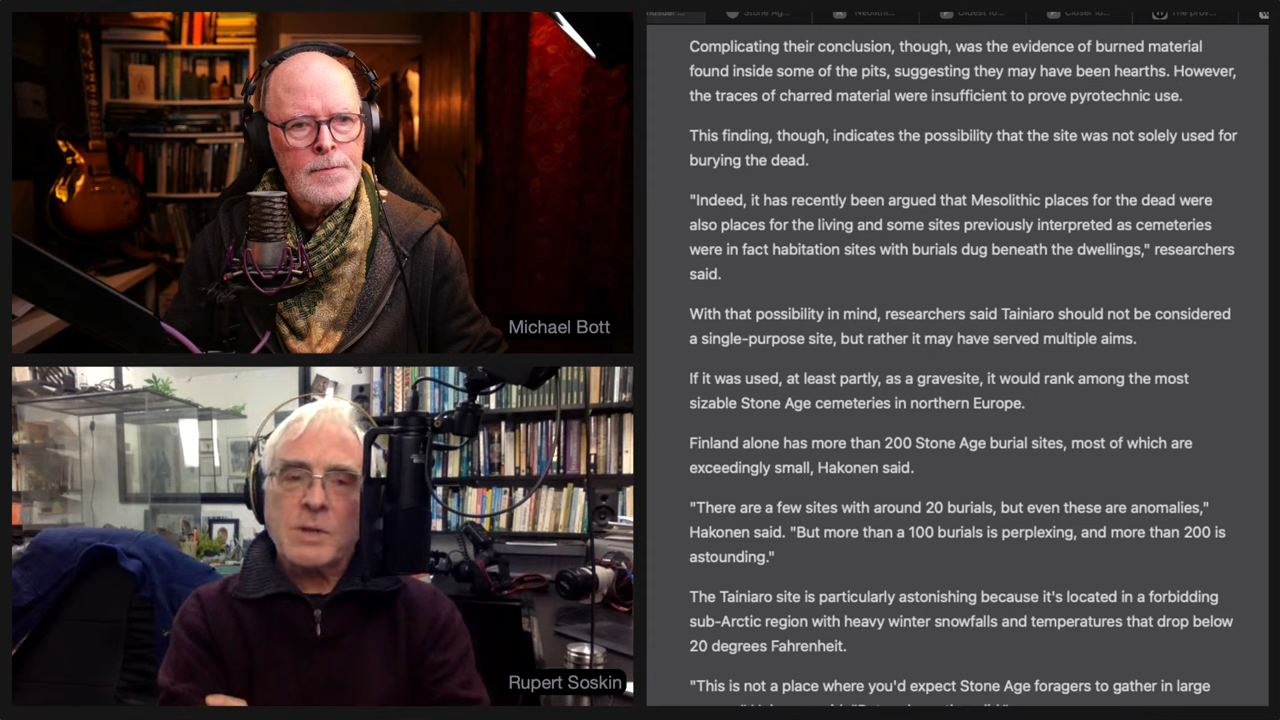 Stone Ag...
Neolith...
Oldest fo...
Closer fo...
The prov...
Complicating their conclusion, though, was the evidence of burned material
found inside some of the pits, suggesting they may have been hearths. However,
the traces of charred material were insufficient to prove pyrotechnic use.
This finding, though, indicates the possibility that the site was not solely used for
burying the dead.
"Indeed, it has recently been argued that Mesolithic places for the dead were
also places for the living and some sites previously interpreted as cemeteries
were in fact habitation sites with burials dug beneath the dwellings," researchers
said.
With that possibility in mind, researchers said Tainiaro should not be considered
a single-purpose site, but rather it may have served multiple aims.
If it was used, at least partly, as a gravesite, it would rank among the most
sizable Stone Age cemeteries in northern Europe.
Finland alone has more than 200 Stone Age burial sites, most of which are
exceedingly small, Hakonen said.
"There are a few sites with around 20 burials, but even these are anomalies,"
Hakonen said. "But more than a 100 burials is perplexing, and more than 200 is
astounding."
The Tainiaro site is particularly astonishing because it's located in a forbidding
sub-Arctic region with heavy winter snowfalls and temperatures that drop below
20 degrees Fahrenheit.
"This is not a place where you'd expect Stone Age foragers to gather in large
Michael Bott
Rupert Soskin